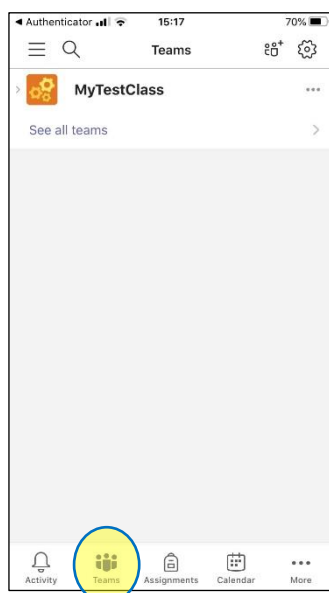 Authenticator 15:17 70%
Teams
MyTestClass
See all teams
Activity Teams Assignments Calendar More